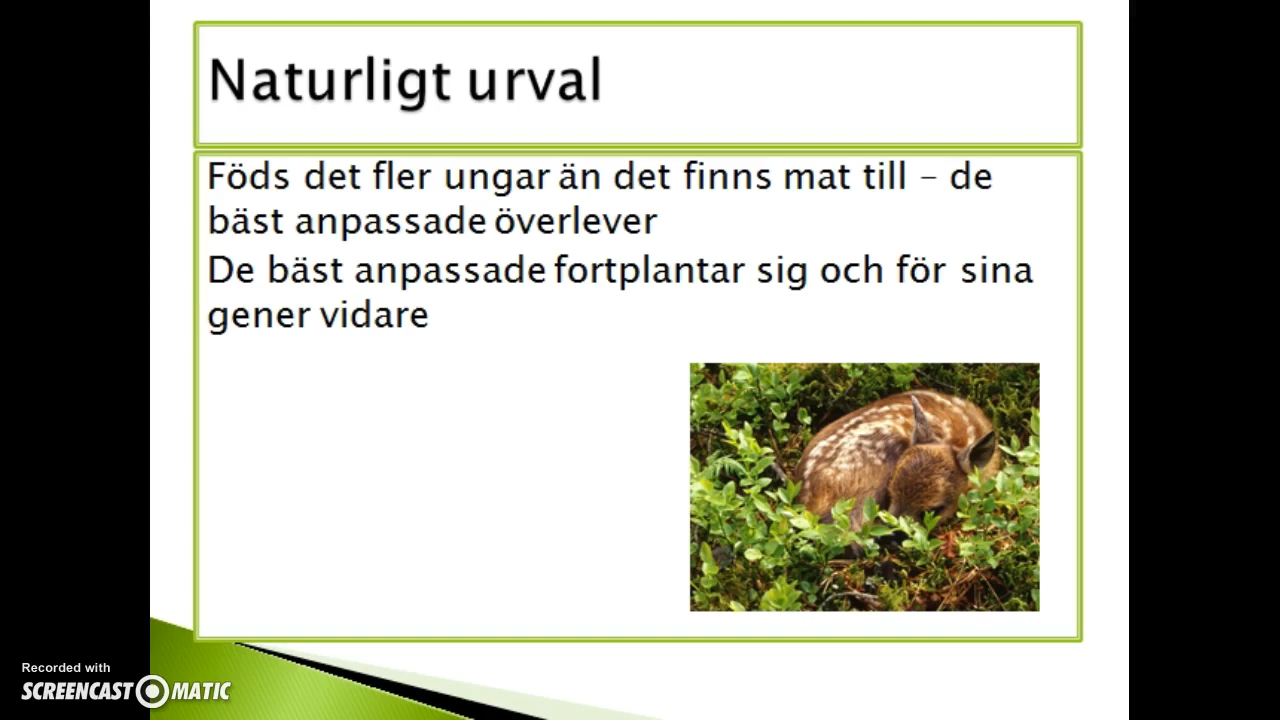 Naturligt urval
Föds det fler ungar än det finns mat till – de
bäst anpassade överlever
De bäst anpassade fortplantar sig och för sina
gener vidare
Recorded with
SCREENCAST O MATIC